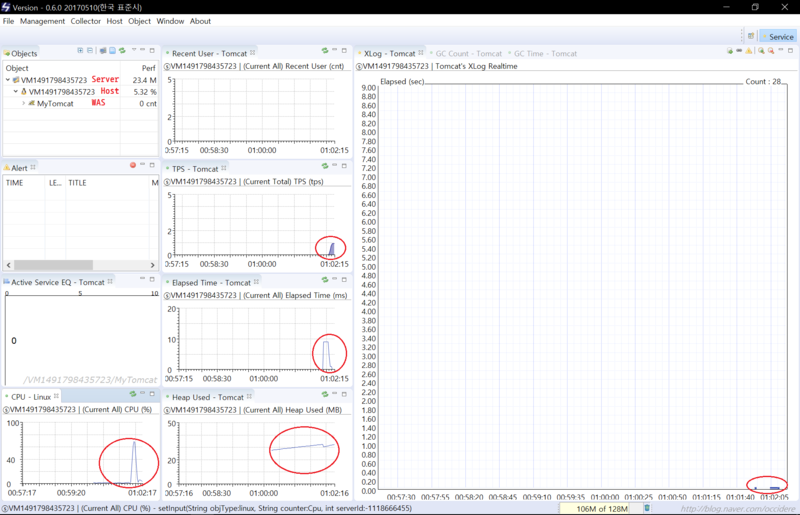 Version - 0.6.0 20170510(한국 표준시)
File Management Collector Host Object Window About
Service
Objects
Object Perf
VM1491798435723 Server 23.4 M
VM1491798435723 Host 5.32 %
MyTomcat WAS 0 cnt
Alert
TIME LE... TITLE M
Active Service EQ - Tomcat
0 5 10
0
/VM1491798435723/MyTomcat
CPU - Linux
VM1491798435723 | (Current All) CPU (%)
100
40
0
00:57:17 00:59:20 01:02:17
Recent User - Tomcat
VM1491798435723 | (Current All) Recent User (cnt)
5
2
0
00:57:15 00:58:30 01:00:00 01:02:15
TPS - Tomcat
VM1491798435723 | (Current Total) TPS (tps)
5
2
0
00:57:15 00:58:30 01:00:00 01:02:15
Elapsed Time - Tomcat
VM1491798435723 | (Current All) Elapsed Time (ms)
20
10
0
00:57:15 00:58:30 01:00:00 01:02:15
Heap Used - Tomcat
VM1491798435723 | (Current All) Heap Used (MB)
50
20
0
00:57:16 00:58:30 01:00:00 01:02:16
XLog - Tomcat GC Count - Tomcat GC Time - Tomcat
VM1491798435723 | Tomcat's XLog Realtime
Elapsed (sec) Count : 28
9.00
8.80
8.60
8.40
8.20
8.00
7.80
7.60
7.40
7.20
7.00
6.80
6.60
6.40
6.20
6.00
5.80
5.60
5.40
5.20
5.00
4.80
4.60
4.40
4.20
4.00
3.80
3.60
3.40
3.20
3.00
2.80
2.60
2.40
2.20
2.00
1.80
1.60
1.40
1.20
1.00
0.80
0.60
0.40
0.20
0.00
00:57:30 00:57:55 00:58:20 00:58:45 00:59:10 00:59:35 01:00:00 01:00:25 01:00:50 01:01:15 01:01:40 01:02:05
VM1491798435723 | (Current All) CPU (%) - setInput(String objType:linux, String counter:Cpu, int serverId:-1118666455)
106M of 128M
http://blog.naver.com/occidere